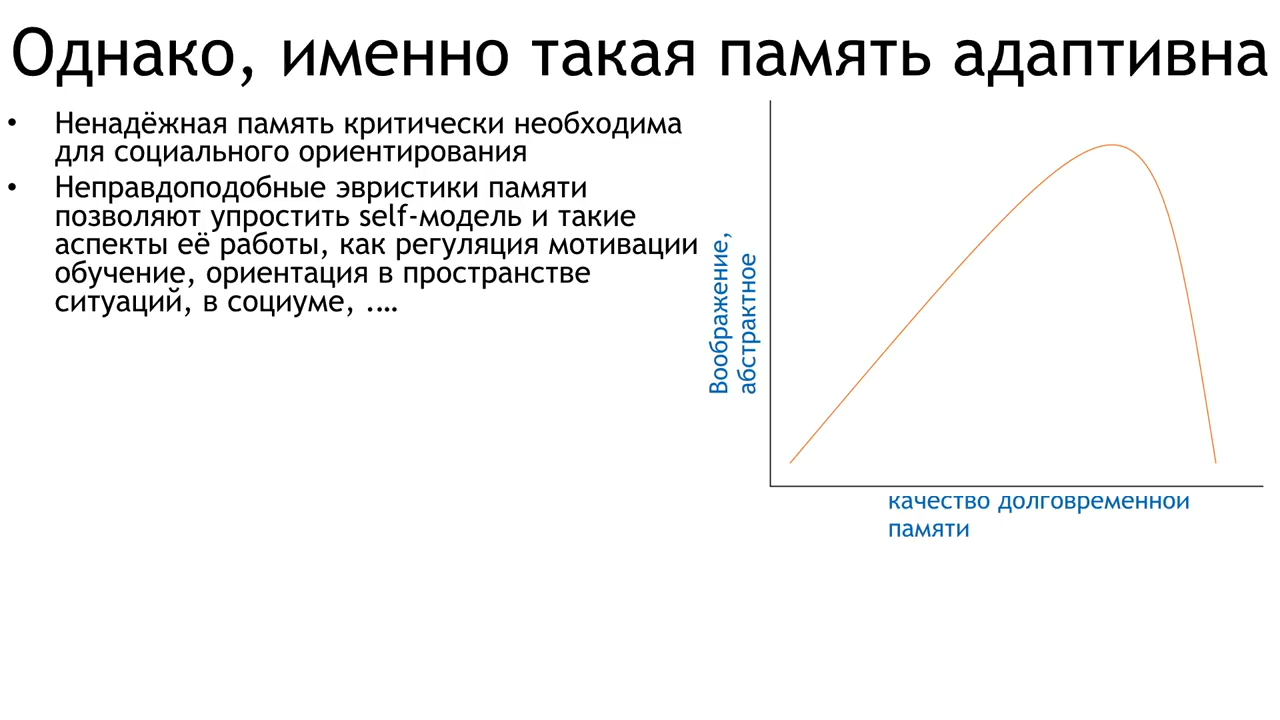 Однако, именно такая память адаптивна
• Ненадёжная память критически необходима
для социального ориентирования
• Неправдоподобные эвристики памяти
позволяют упростить self-модель и такие
аспекты её работы, как регуляция мотивации
обучение, ориентация в пространстве
ситуаций, в социуме, .…
Воображение,
абстрактное
качество долговременной
памяти